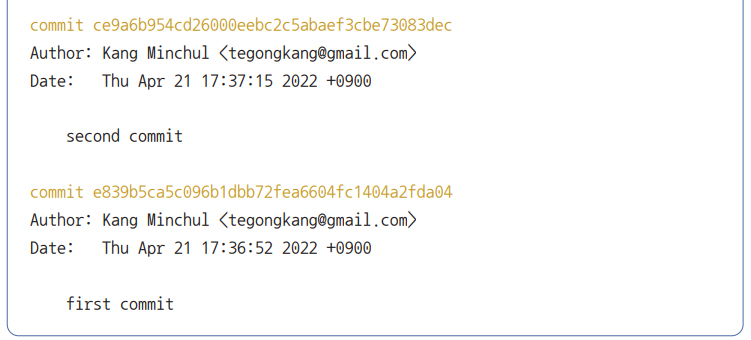 commit ce9a6b954cd26000eebc2c5abaef3cbe73083dec
Author: Kang Minchul <tegongkang@gmail.com>
Date:   Thu Apr 21 17:37:15 2022 +0900
second commit
commit e839b5ca5c096b1dbb72fea6604fc1404a2fda04
Author: Kang Minchul <tegongkang@gmail.com>
Date:   Thu Apr 21 17:36:52 2022 +0900
first commit